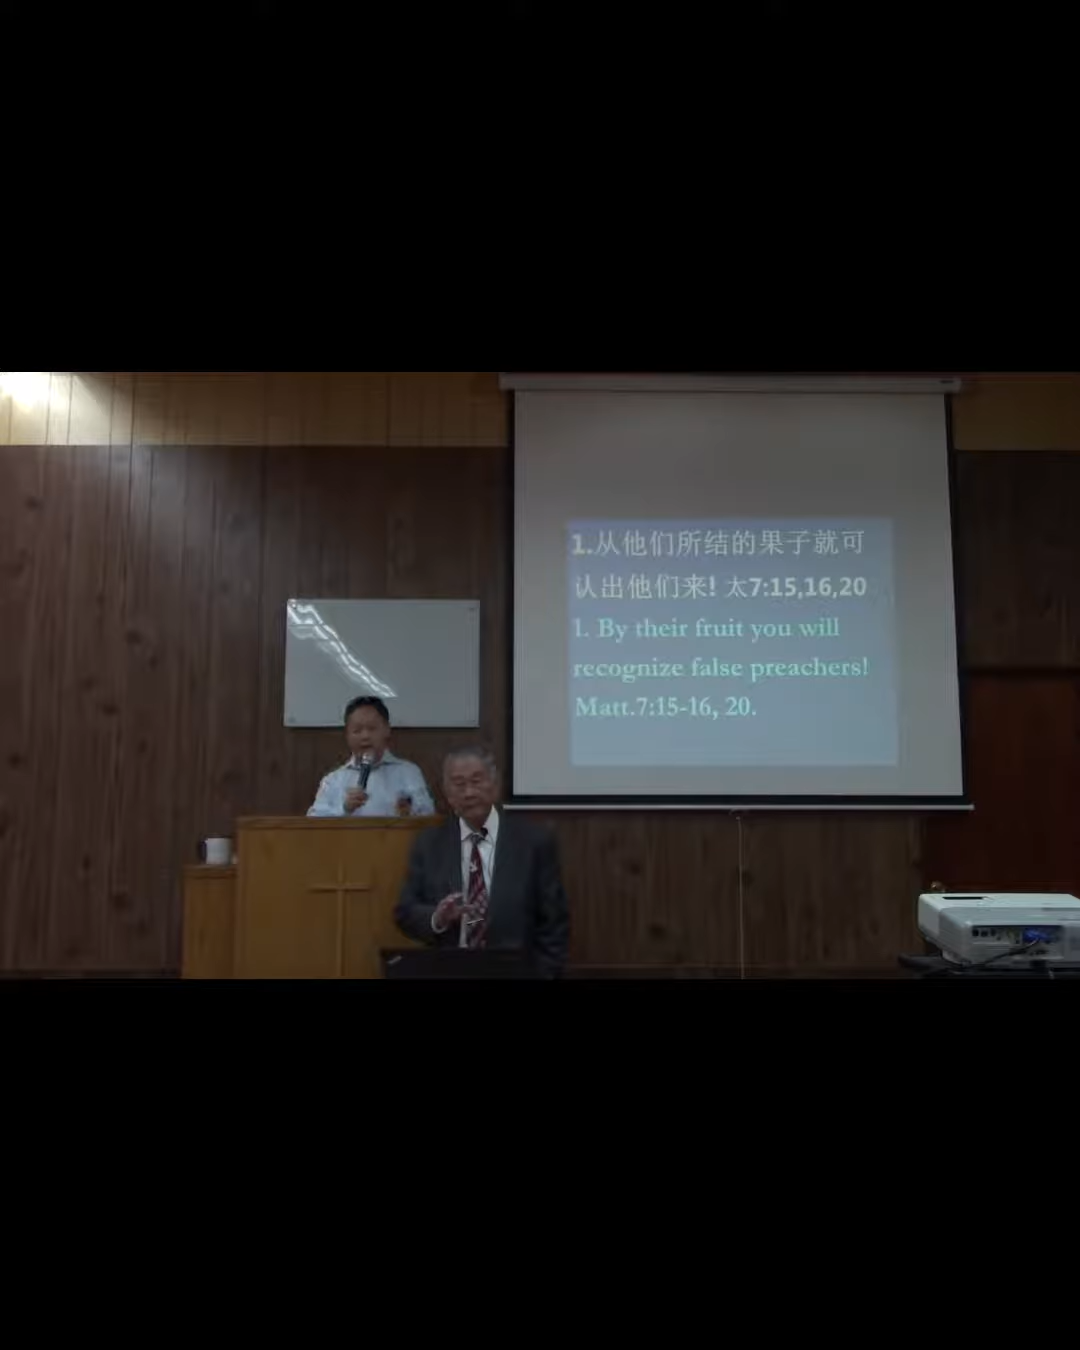 1.从他们所结的果子就可
认出他们来! 太7:15,16,20
1. By their fruit you will
recognize false preachers!
Matt.7:15-16, 20.